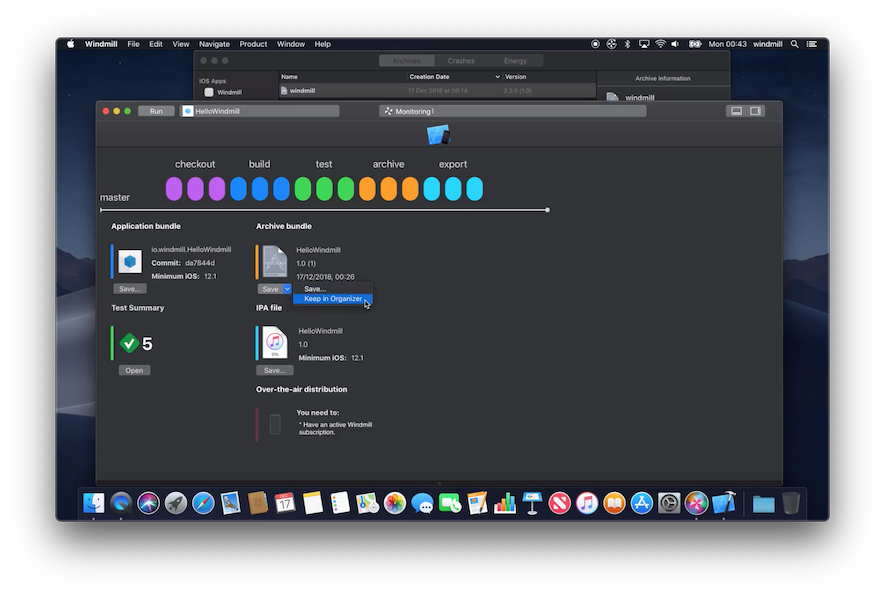 Windmill File Edit View Navigate Product Window Help Mon 00:43 windmill
Archives Crashes Energy
iOS Apps
Windmill
Name Creation Date Version
windmill 17 Dec 2018 at 00:14 2.3.0 (1.0)
Archive Information
windmill
Run HelloWindmill Monitoring
checkout build test archive export
master
Application bundle
io.windmill.HelloWindmill
Commit: da7844d
Minimum iOS: 12.1
Save...
Archive bundle
HelloWindmill
1.0 (1)
17/12/2018, 00:26
Save
Save...
Keep in Organizer
Test Summary
5
Open
IPA file
IPA
HelloWindmill
1.0
Minimum iOS: 12.1
Save...
Over-the-air distribution
You need to:
* Have an active Windmill
subscription.
17